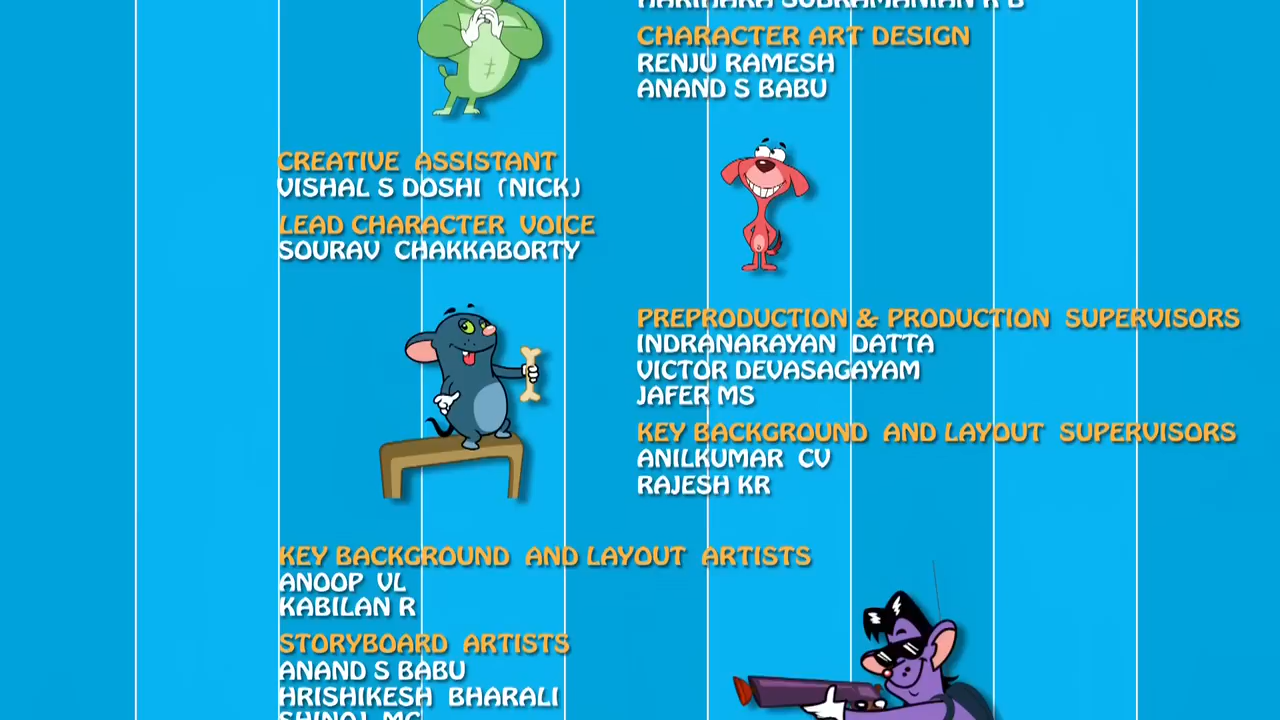 HARIHARA SUBRAMANIAN R B
CHARACTER ART DESIGN
RENJU RAMESH
ANAND S BABU
CREATIVE ASSISTANT
VISHAL S DOSHI (NICK)
LEAD CHARACTER VOICE
SOURAV CHAKKABORTY
PREPRODUCTION & PRODUCTION SUPERVISORS
INDRANARAYAN DATTA
VICTOR DEVASAGAYAM
JAFER MS
KEY BACKGROUND AND LAYOUT SUPERVISORS
ANILKUMAR CV
RAJESH KR
KEY BACKGROUND AND LAYOUT ARTISTS
ANOOP VL
KABILAN R
STORYBOARD ARTISTS
ANAND S BABU
HRISHIKESH BHARALI